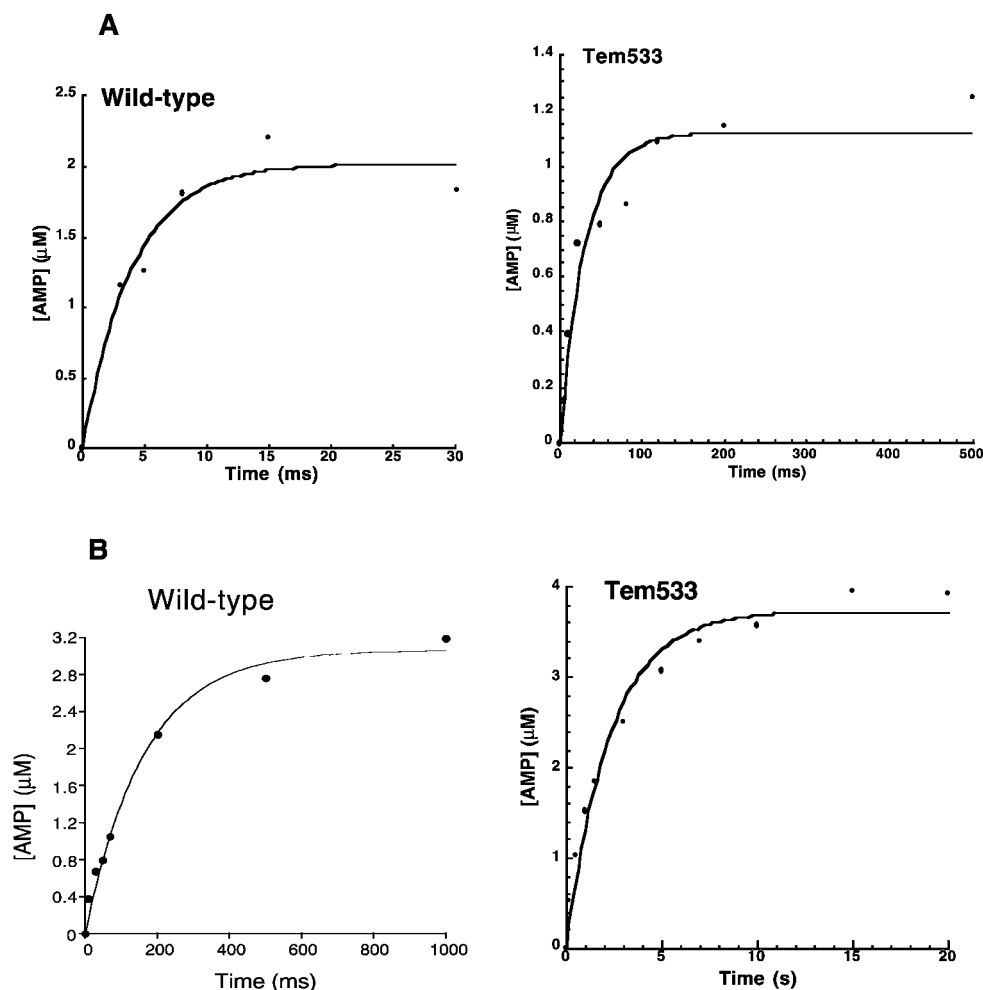 A
Wild-type
2.5
2
1.5
1
0.5
0
[AMP] (μM)
0 5 10 15 20 25 30
Time (ms)
Tem533
1.4
1.2
1
0.8
0.6
0.4
0.2
0
[AMP] (μM)
0 100 200 300 400 500
Time (ms)
B
Wild-type
3.2
2.8
2.4
2
1.6
1.2
0.8
0.4
0
[AMP] (μM)
0 200 400 600 800 1000
Time (ms)
Tem533
4
3
2
1
0
[AMP] (μM)
0 5 10 15 20
Time (s)